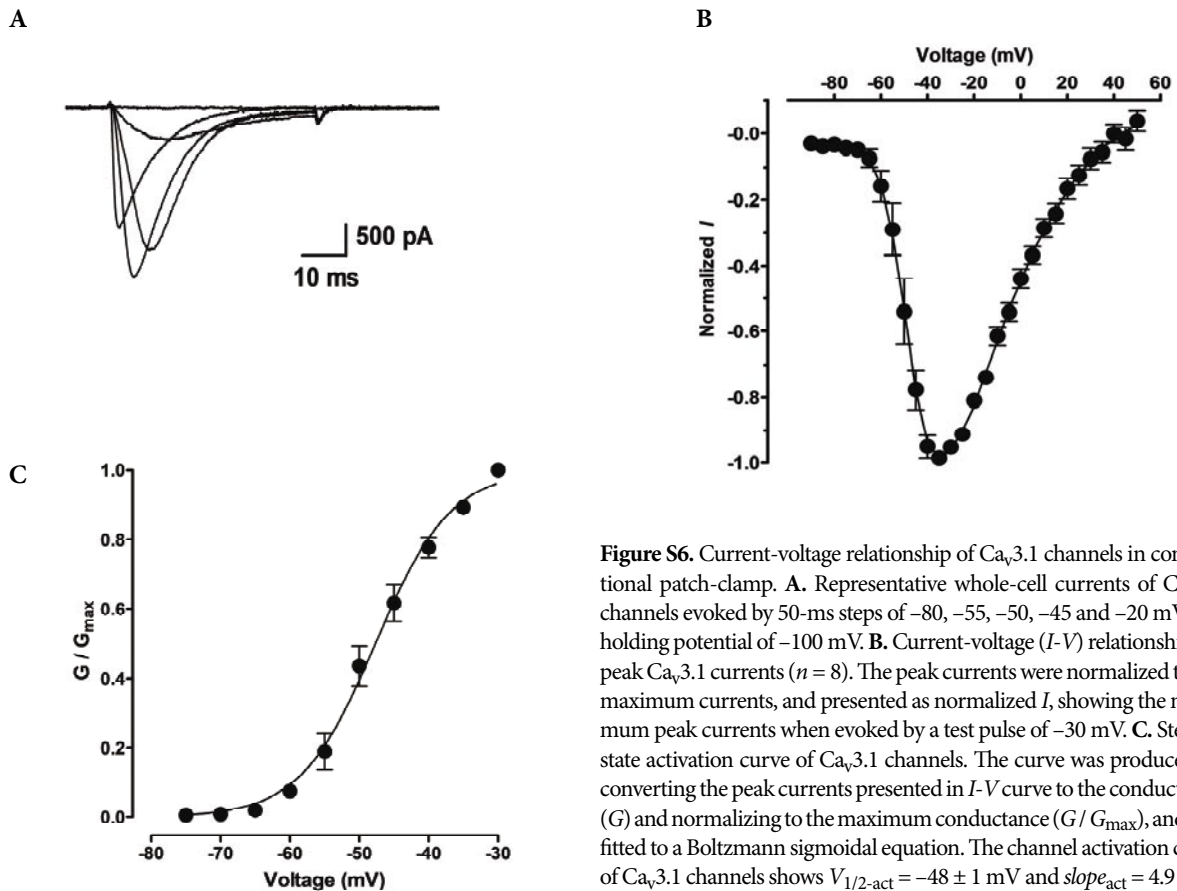 A
500 pA
10 ms
B
Voltage (mV)
-80 -60 -40 -20 0 20 40 60
-0.0
-0.2
-0.4
-0.6
-0.8
-1.0
Normalized I
C
1.0
0.8
0.6
0.4
0.2
0.0
G / Gmax
-80 -70 -60 -50 -40 -30
Voltage (mV)
Figure S6. Current-voltage relationship of Cav3.1 channels in con
tional patch-clamp. A. Representative whole-cell currents of C
channels evoked by 50-ms steps of –80, –55, –50, –45 and –20 mV
holding potential of –100 mV. B. Current-voltage (I-V) relationshi
peak Cav3.1 currents (n = 8). The peak currents were normalized t
maximum currents, and presented as normalized I, showing the m
mum peak currents when evoked by a test pulse of –30 mV. C. Ste
state activation curve of Cav3.1 channels. The curve was produce
converting the peak currents presented in I-V curve to the conduct
(G) and normalizing to the maximum conductance (G / Gmax), and
fitted to a Boltzmann sigmoidal equation. The channel activation c
of Cav3.1 channels shows V1/2-act = –48 ± 1 mV and slopeact = 4.9